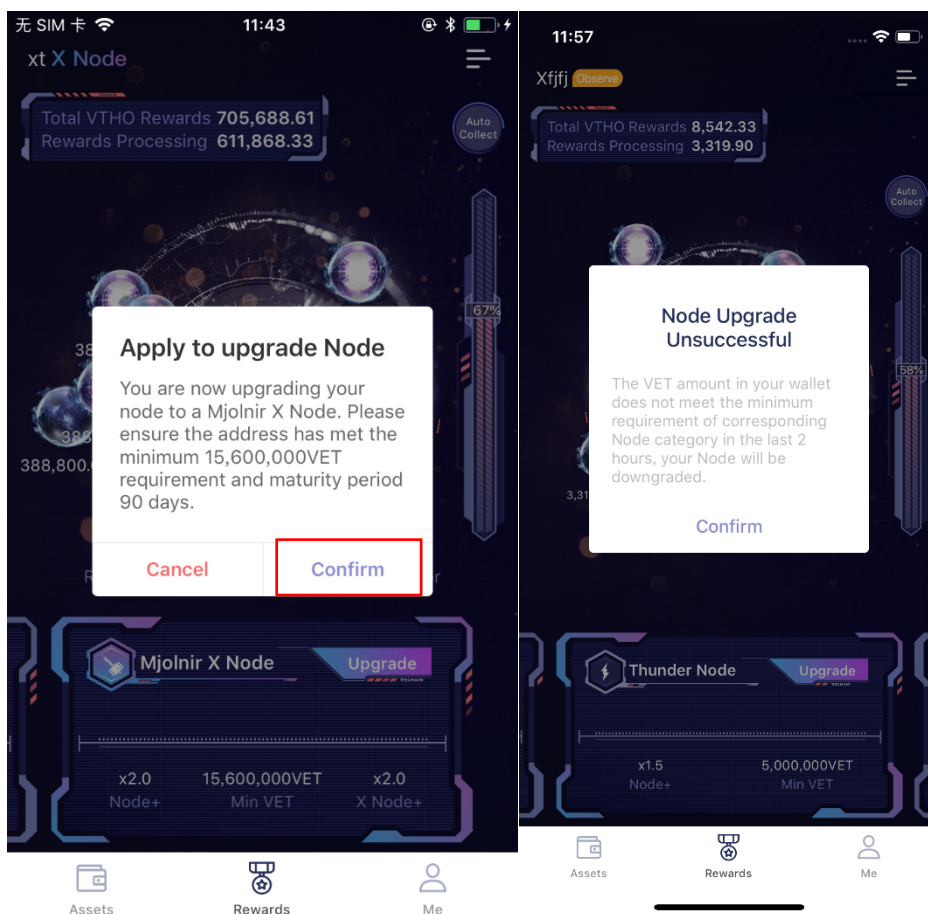 无 SIM 卡
11:43
xt X Node
Total VTHO Rewards 705,688.61
Rewards Processing 611,868.33
Auto
Collect
67%
38
388
388,800.
Apply to upgrade Node
You are now upgrading your
node to a Mjolnir X Node. Please
ensure the address has met the
minimum 15,600,000VET
requirement and maturity period
90 days.
Cancel
Confirm
R
r
Mjolnir X Node
Upgrade
VECHAIN
x2.0
15,600,000VET
x2.0
Node+
Min VET
X Node+
Assets
Rewards
Me
11:57
Xfjfj
Observe
Total VTHO Rewards 8,542.33
Rewards Processing 3,319.90
Auto
Collect
58%
Node Upgrade
Unsuccessful
The VET amount in your wallet
does not meet the minimum
requirement of corresponding
Node category in the last 2
hours, your Node will be
downgraded.
Confirm
3,31
Thunder Node
Upgrade
VECHAIN
x1.5
5,000,000VET
Node+
Min VET
Assets
Rewards
Me